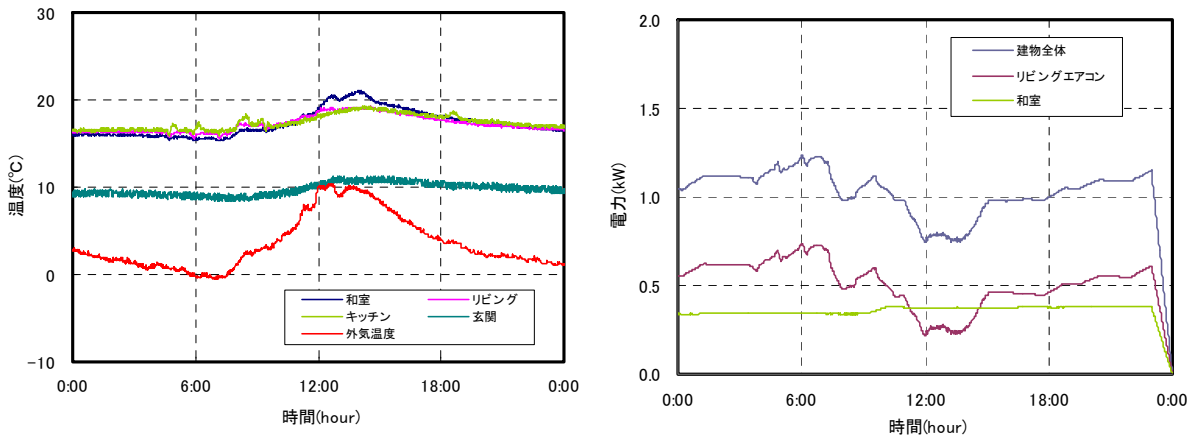 30
20
10
0
-10
温度(℃)
和室
リビング
キッチン
玄関
外気温度
0:00
6:00
12:00
18:00
0:00
時間(hour)
2.0
1.5
1.0
0.5
0.0
電力(kW)
建物全体
リビングエアコン
和室
0:00
6:00
12:00
18:00
0:00
時間(hour)